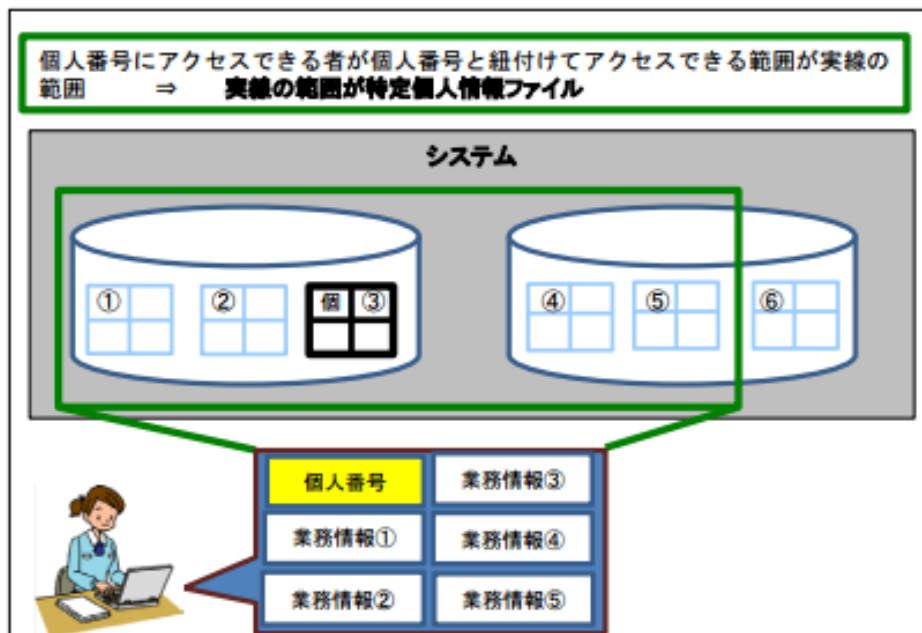 個人番号にアクセスできる者が個人番号と紐付けてアクセスできる範囲が実線の
範囲 ⇒ 実線の範囲が特定個人情報ファイル
システム
① ② 個 ③ ④ ⑤ ⑥
個人番号 業務情報③
業務情報① 業務情報④
業務情報② 業務情報⑤